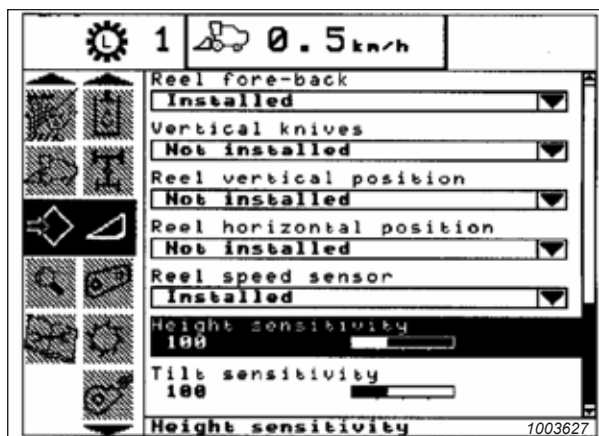 L 1 0.5km/h
Reel fore-back
Installed
Vertical knives
Not installed
Reel vertical position
Not installed
Reel horizontal position
Not installed
Reel speed sensor
Installed
Height sensitivity
100
Tilt sensitivity
100
Height sensitivity
1003627